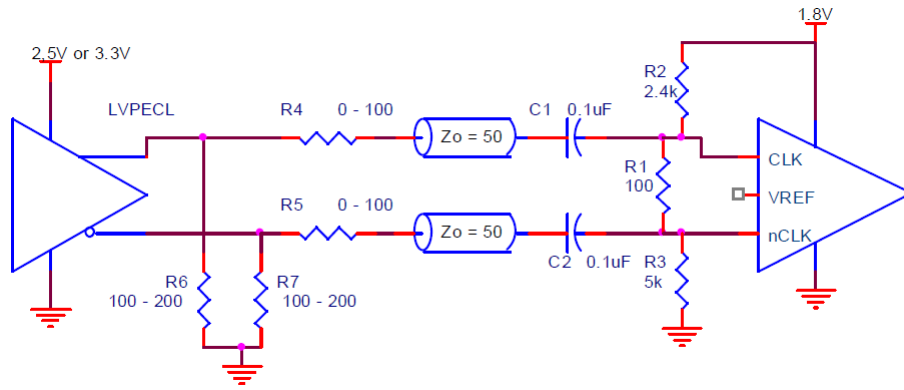 1.8V
2.5V or 3.3V
LVPECL
R4
0 - 100
Zo = 50
C1
0.1uF
R2
2.4k
R1
100
CLK
VREF
nCLK
R5
0 - 100
Zo = 50
C2
0.1uF
R3
5k
R6
100 - 200
R7
100 - 200